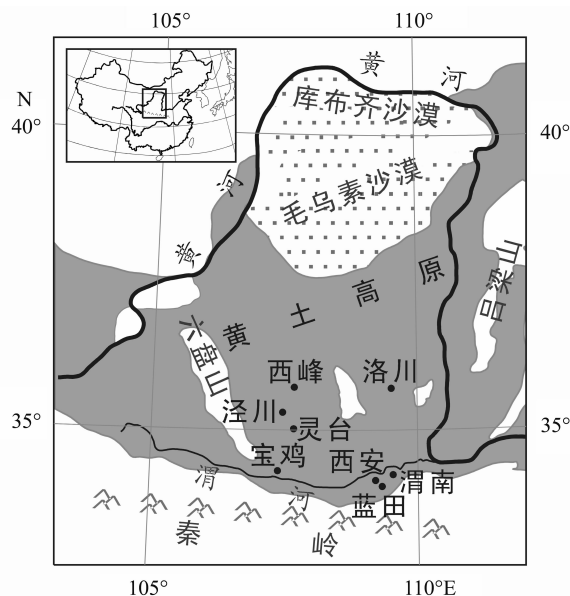 105°
110°
黄 河
N
40°
库布齐沙漠
40°
毛乌素沙漠
黄 河
吕梁山
黄 土 高 原
六盘山
西峰
洛川
泾川
35°
灵台
35°
宝鸡
西安
渭南
渭 河
蓝田
秦 岭
105°
110°E